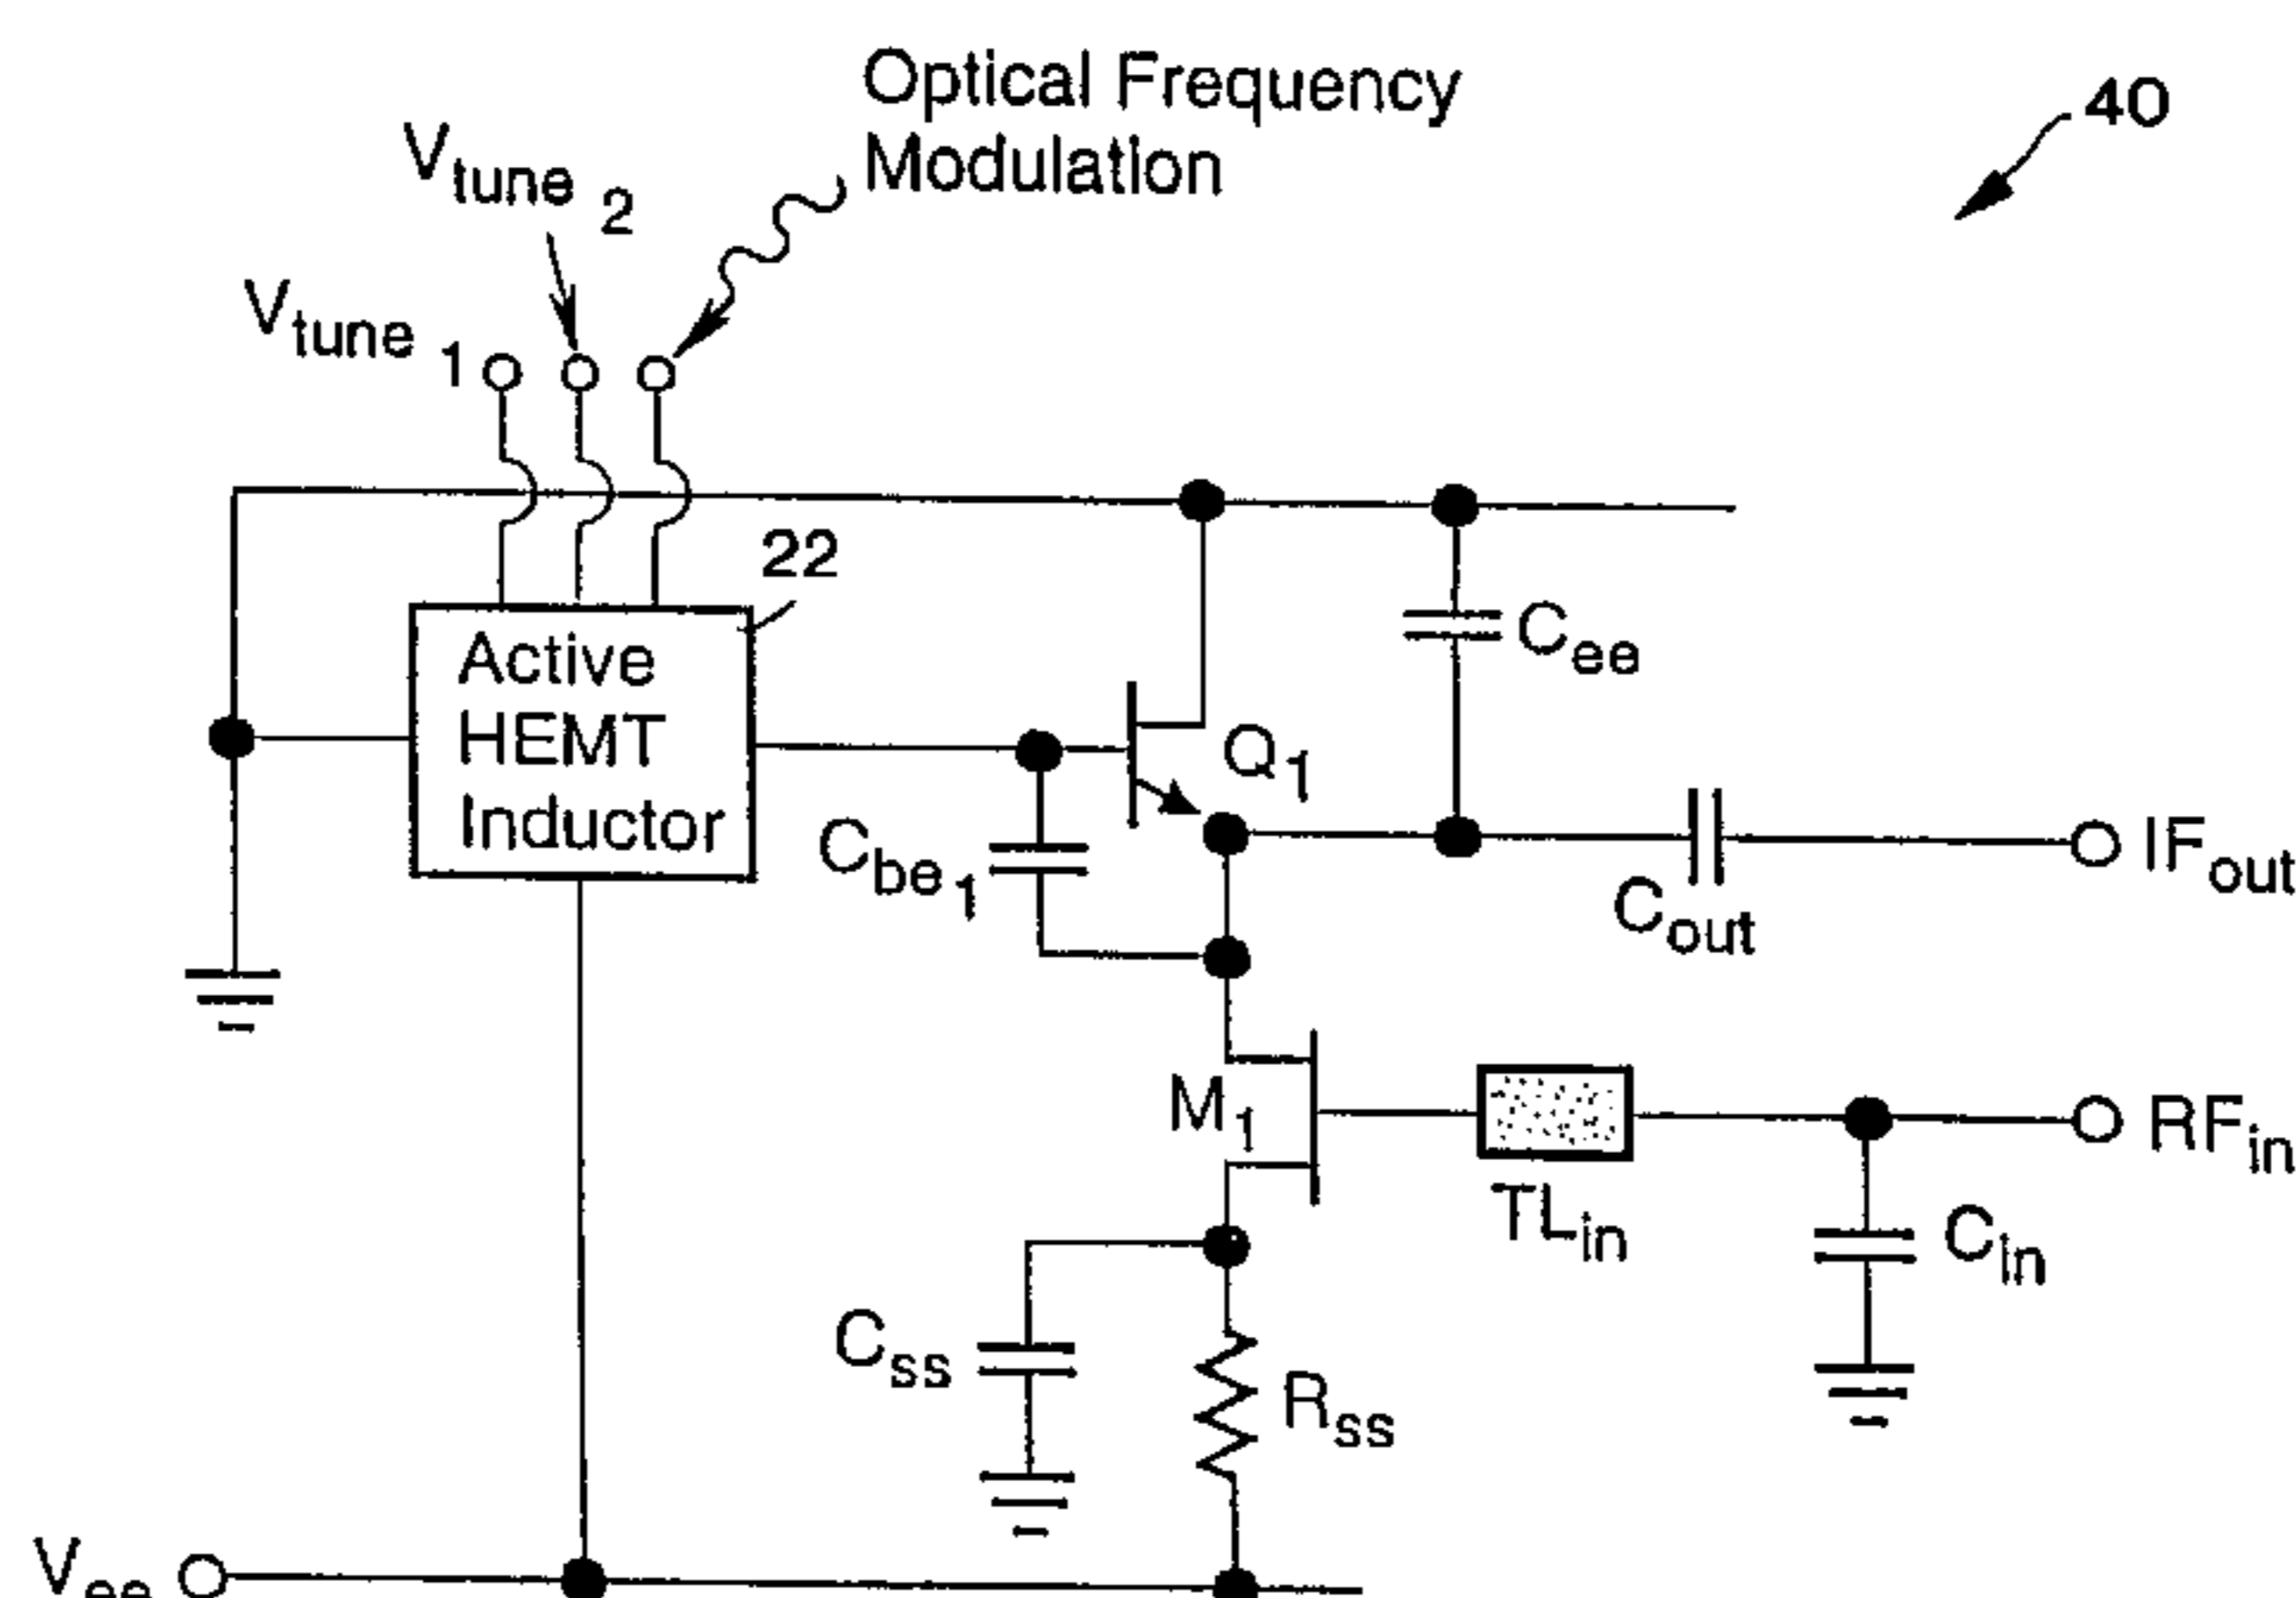 Optical Frequency
Modulation
40
Vtune 2
Vtune 1
22
Active
HEMT
Inductor
Cee
Q1
Cbe1
Cout
IFout
M1
TLin
RFin
Cin
Css
Rss
Vee